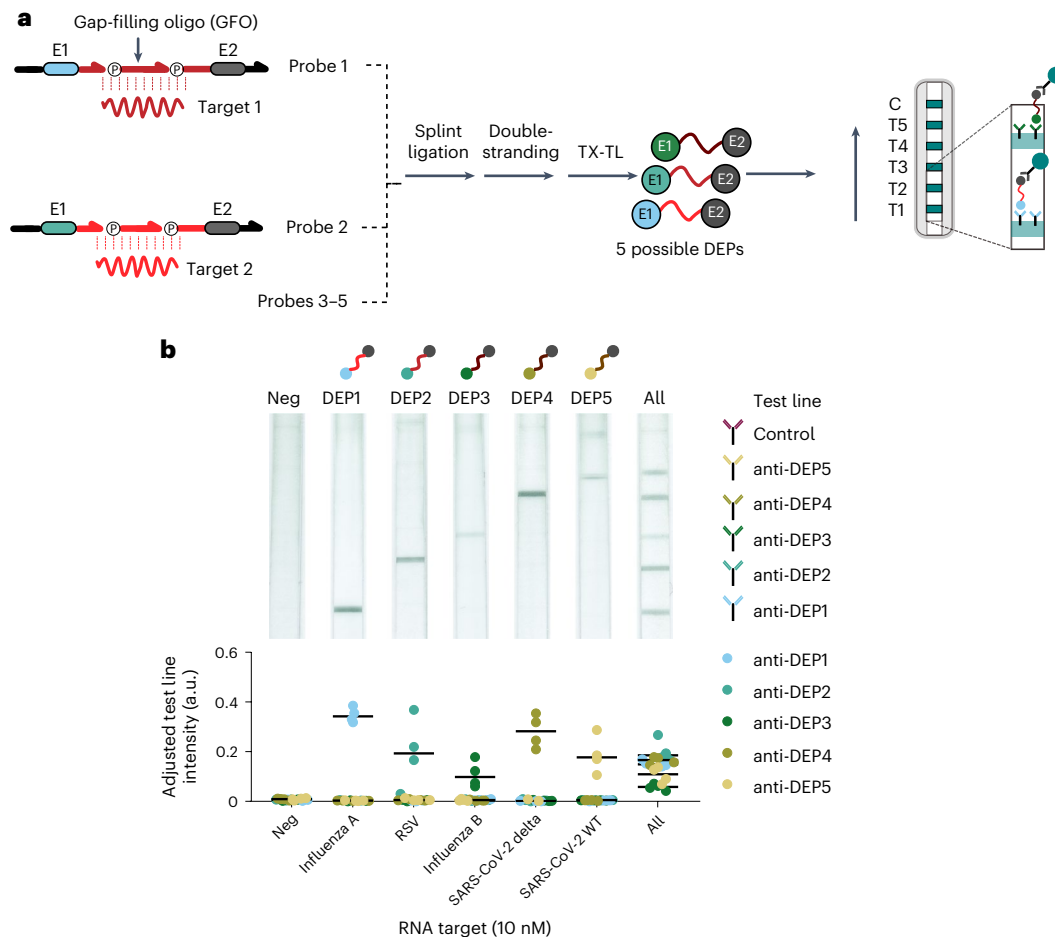 a
Gap-filling oligo (GFO)
E1
P
P
E2
Probe 1
Target 1
E1
P
P
E2
Probe 2
Target 2
Probes 3–5
Splint
ligation
Double-
stranding
TX-TL
E1
E2
E1
E2
E1
E2
5 possible DEPs
C
T5
T4
T3
T2
T1
b
Neg
DEP1
DEP2
DEP3
DEP4
DEP5
All
Test line
Control
anti-DEP5
anti-DEP4
anti-DEP3
anti-DEP2
anti-DEP1
Adjusted test line
intensity (a.u.)
0.6
0.4
0.2
0
Neg
Influenza A
RSV
Influenza B
SARS-CoV-2 delta
SARS-CoV-2 WT
All
RNA target (10 nM)
anti-DEP1
anti-DEP2
anti-DEP3
anti-DEP4
anti-DEP5